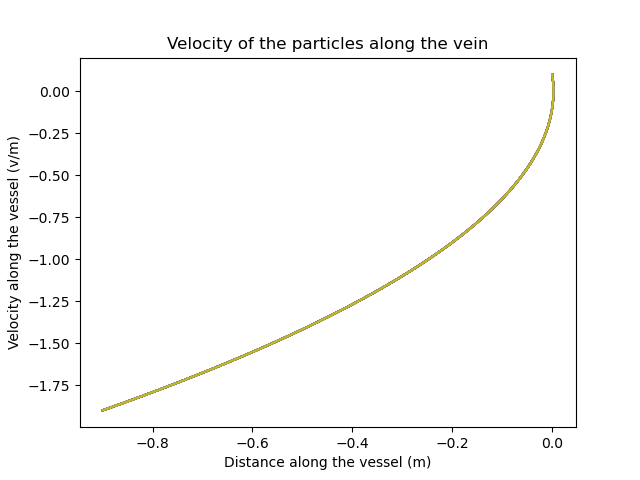 Velocity of the particles along the vein
Velocity along the vessel (v/m)
0.00
−0.25
−0.50
−0.75
−1.00
−1.25
−1.50
−1.75
−0.8 −0.6 −0.4 −0.2 0.0
Distance along the vessel (m)